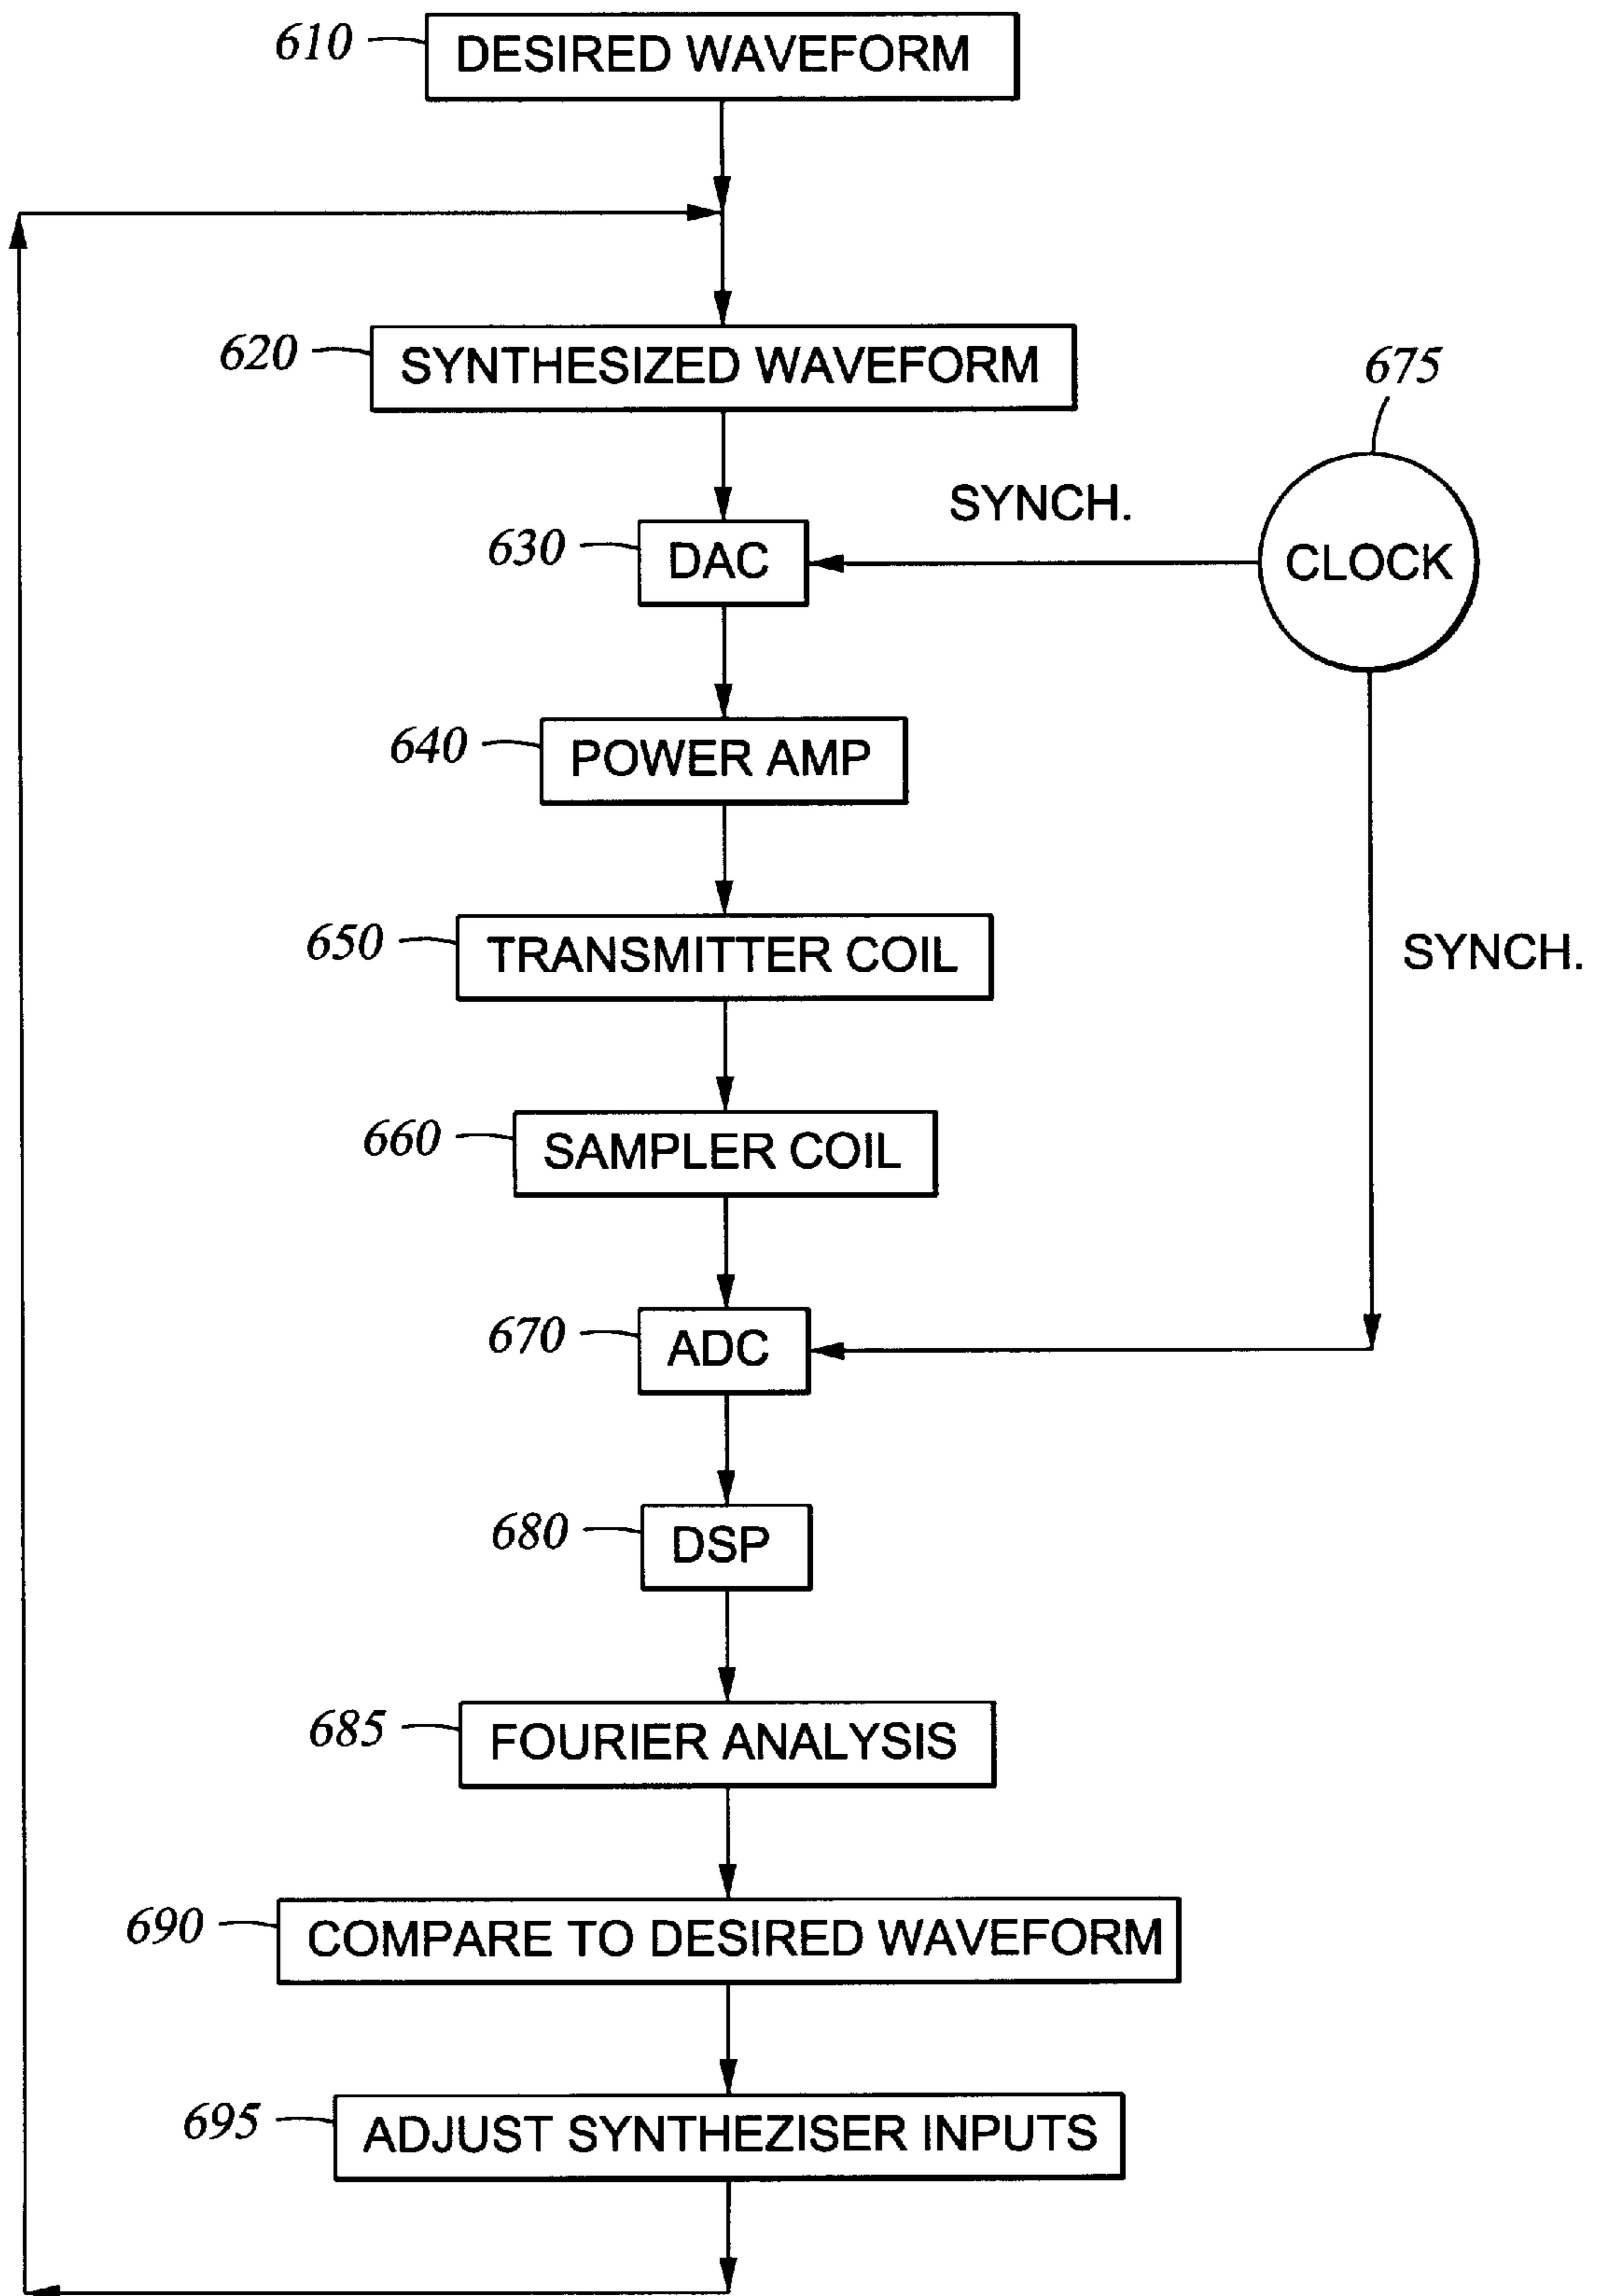 610 DESIRED WAVEFORM
620 SYNTHESIZED WAVEFORM
675
SYNCH.
630 DAC
CLOCK
640 POWER AMP
650 TRANSMITTER COIL
SYNCH.
660 SAMPLER COIL
670 ADC
680 DSP
685 FOURIER ANALYSIS
690 COMPARE TO DESIRED WAVEFORM
695 ADJUST SYNTHEZISER INPUTS